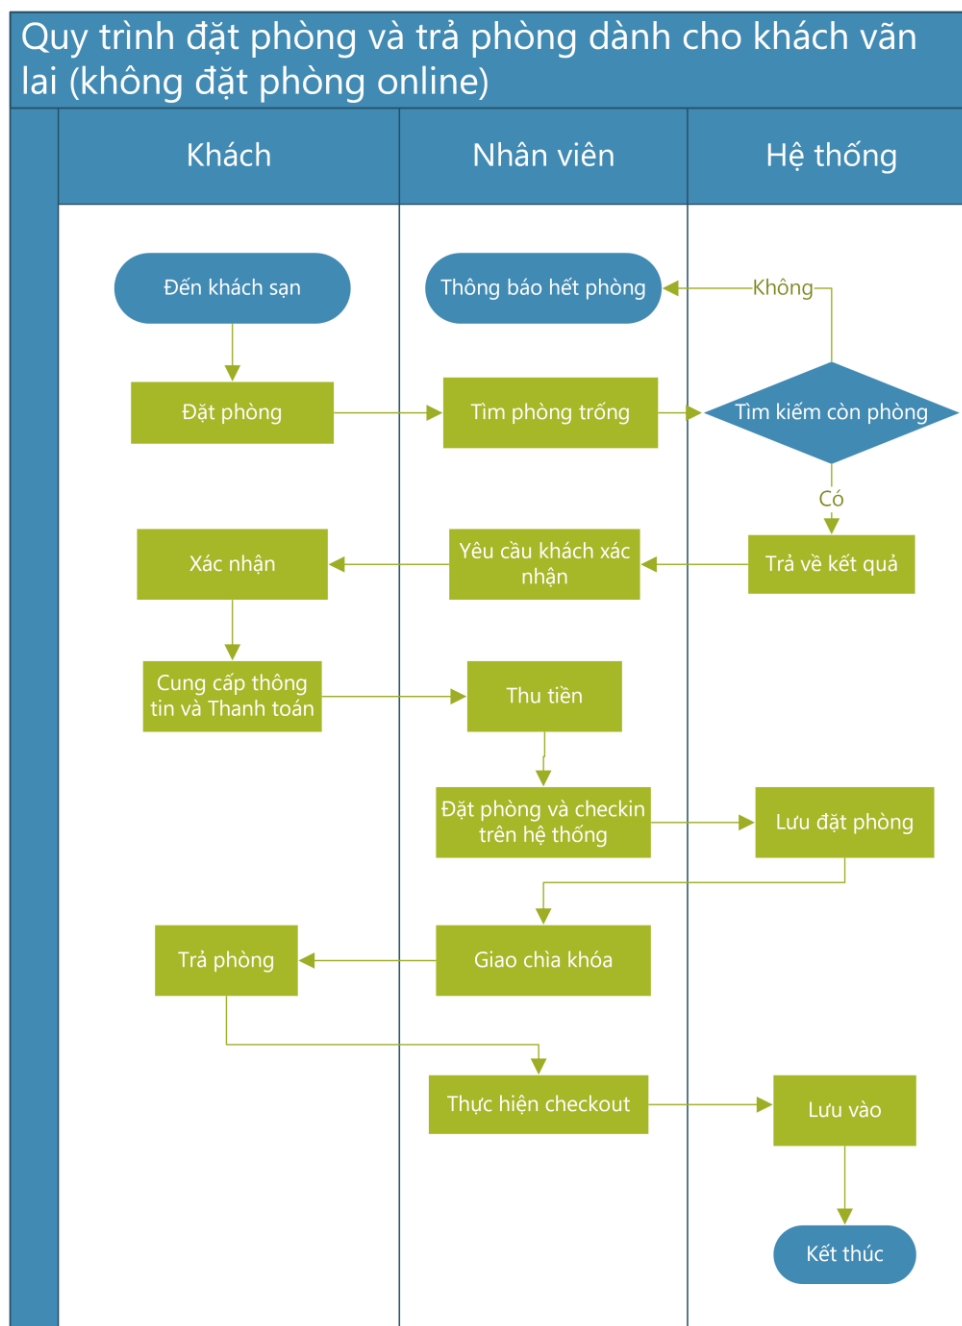 Quy trình đặt phòng và trả phòng dành cho khách vãn
lai (không đặt phòng online)
Khách
Nhân viên
Hệ thống
Đến khách sạn
Thông báo hết phòng
Không
Đặt phòng
Tìm phòng trống
Tìm kiếm còn phòng
Có
Xác nhận
Yêu cầu khách xác
nhận
Trả về kết quả
Cung cấp thông
tin và Thanh toán
Thu tiền
Đặt phòng và checkin
trên hệ thống
Lưu đặt phòng
Trả phòng
Giao chìa khóa
Thực hiện checkout
Lưu vào
Kết thúc